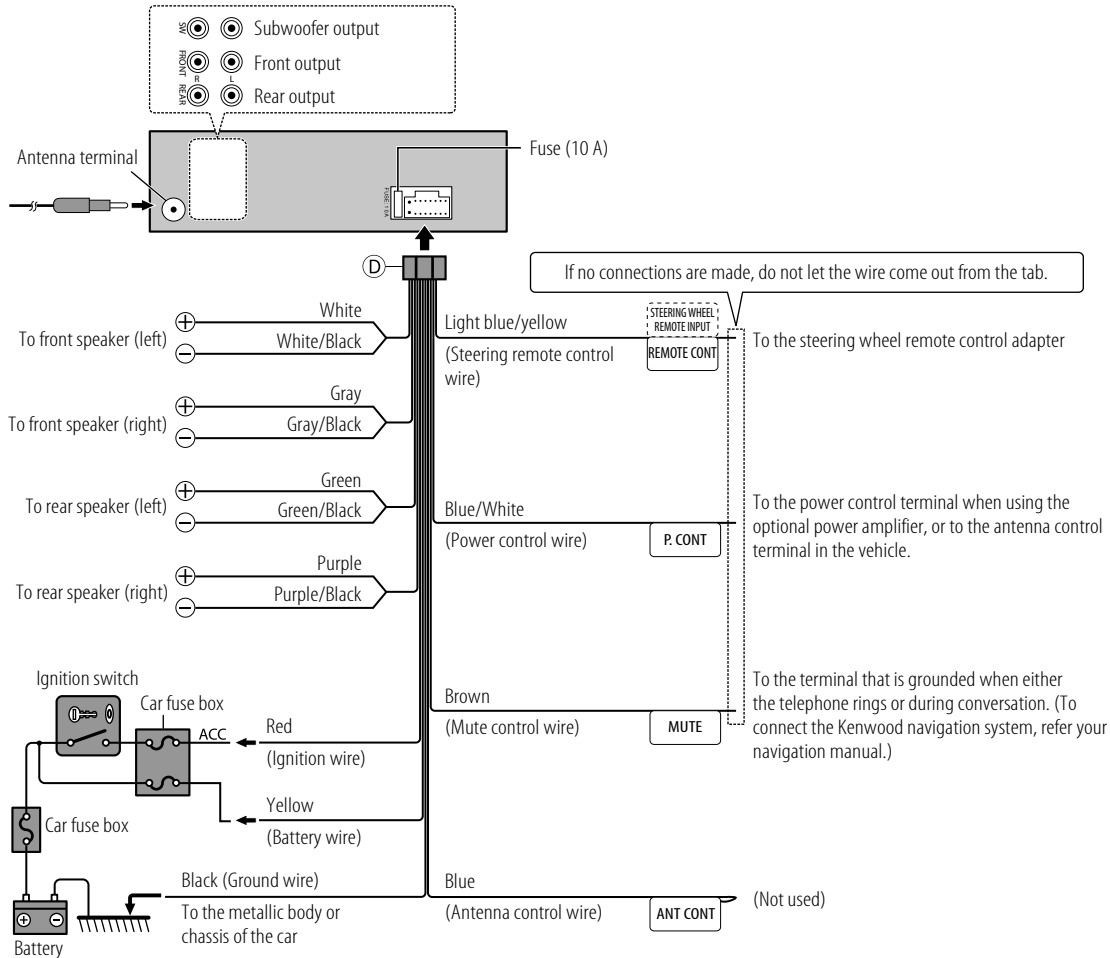 SW
Subwoofer output
FRONT
Front output
R
L
REAR
Rear output
Antenna terminal
Fuse (10 A)
FUSE: 10A
D
If no connections are made, do not let the wire come out from the tab.
To front speaker (left)
+
White
White/Black
−
Light blue/yellow
(Steering remote control
wire)
STEERING WHEEL
REMOTE INPUT
REMOTE CONT
To the steering wheel remote control adapter
To front speaker (right)
+
Gray
Gray/Black
−
To rear speaker (left)
+
Green
Green/Black
−
Blue/White
(Power control wire)
P. CONT
To the power control terminal when using the
optional power amplifier, or to the antenna control
terminal in the vehicle.
To rear speaker (right)
+
Purple
Purple/Black
−
Ignition switch
Car fuse box
ACC
Red
(Ignition wire)
Brown
(Mute control wire)
MUTE
To the terminal that is grounded when either
the telephone rings or during conversation. (To
connect the Kenwood navigation system, refer your
navigation manual.)
Yellow
(Battery wire)
Car fuse box
Black (Ground wire)
To the metallic body or
chassis of the car
+
−
Battery
Blue
(Antenna control wire)
ANT CONT
(Not used)